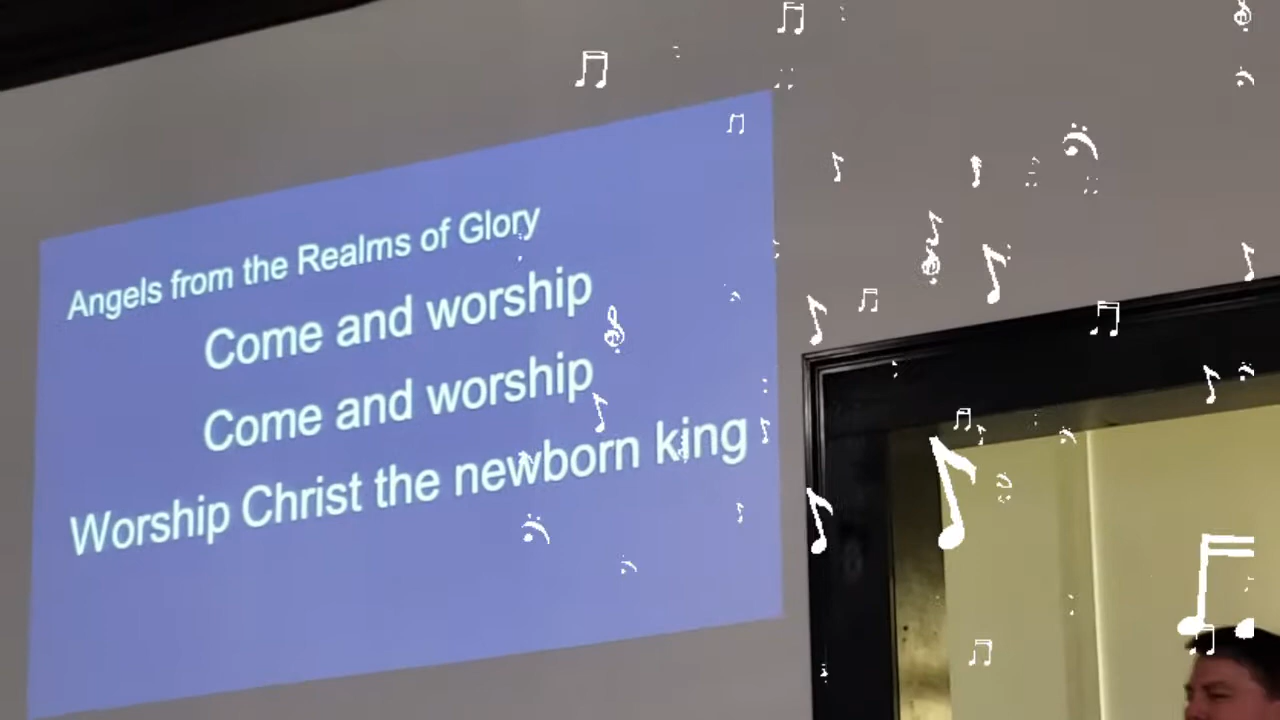 Angels from the Realms of Glory
Come and worship
Come and worship
Worship Christ the newborn king